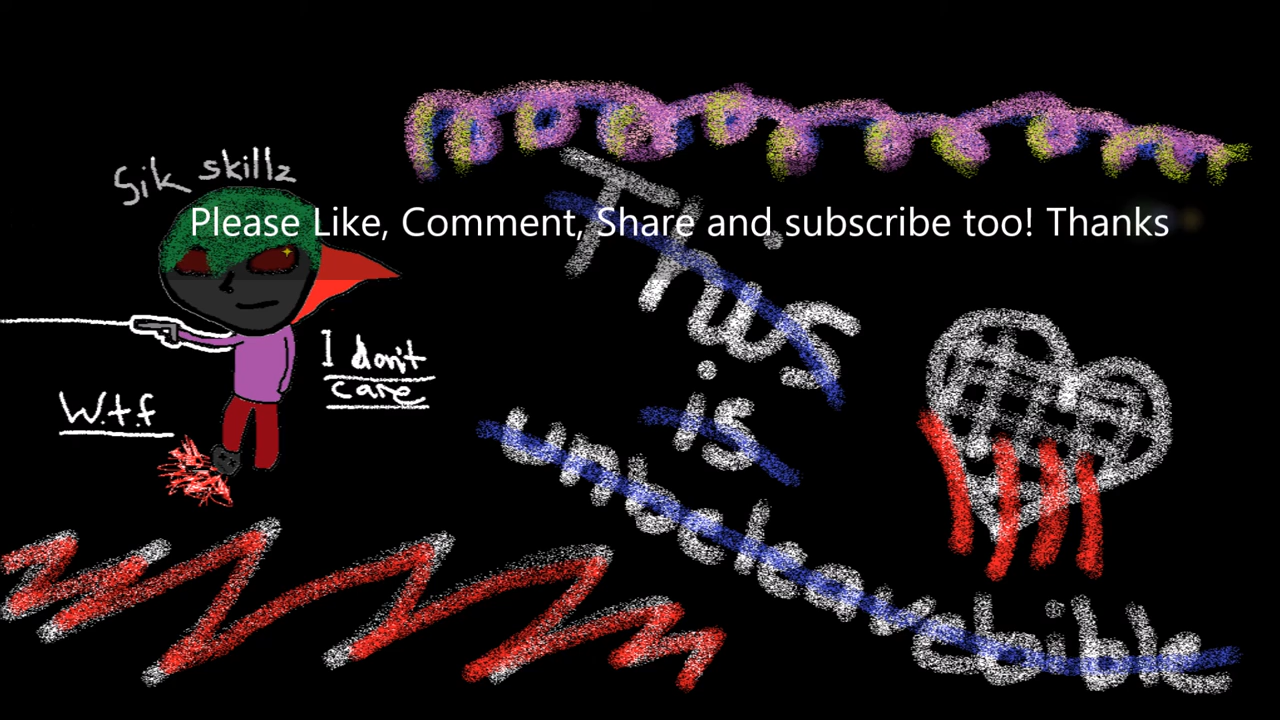 Sik skillz
Please Like, Comment, Share and subscribe too! Thanks
This
is
unbeleavebible
I don't
care
W.t.f